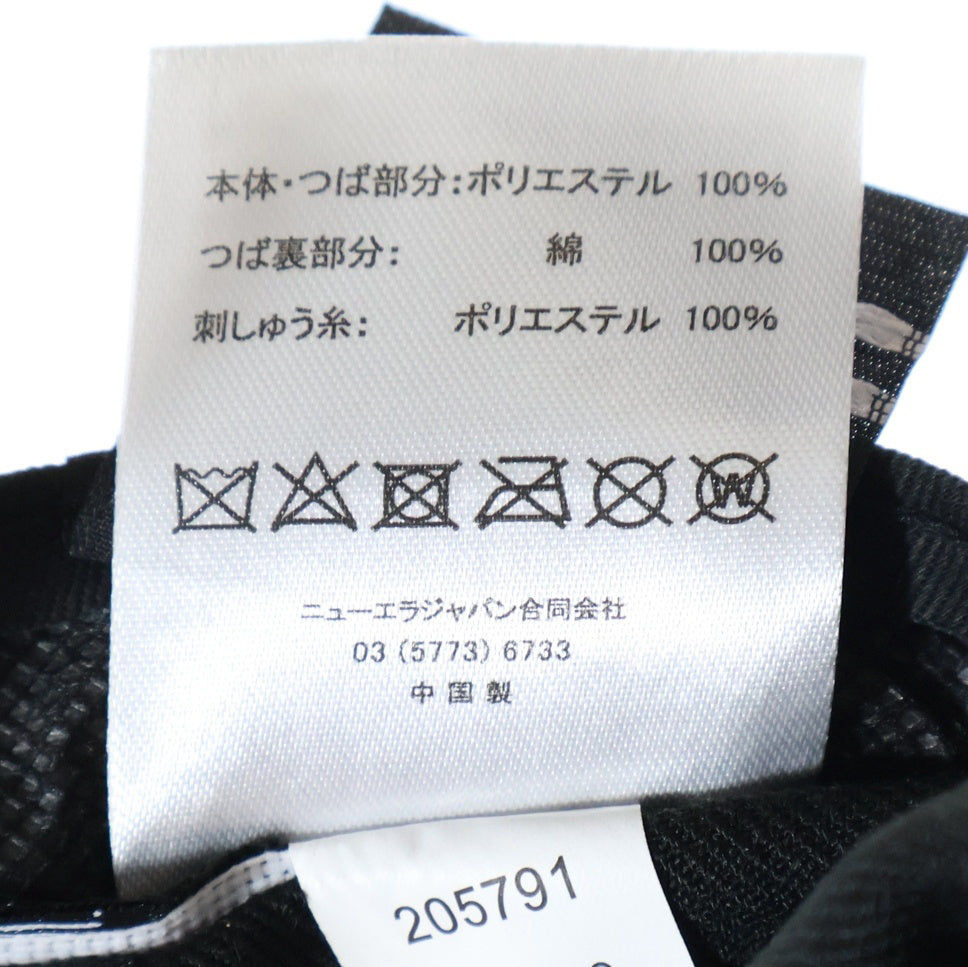 本体・つば部分:ポリエステル 100%
つば裏部分: 綿 100%
刺しゅう糸: ポリエステル 100%
W
ニューエラジャパン合同会社
03(5773)6733
中国製
205791